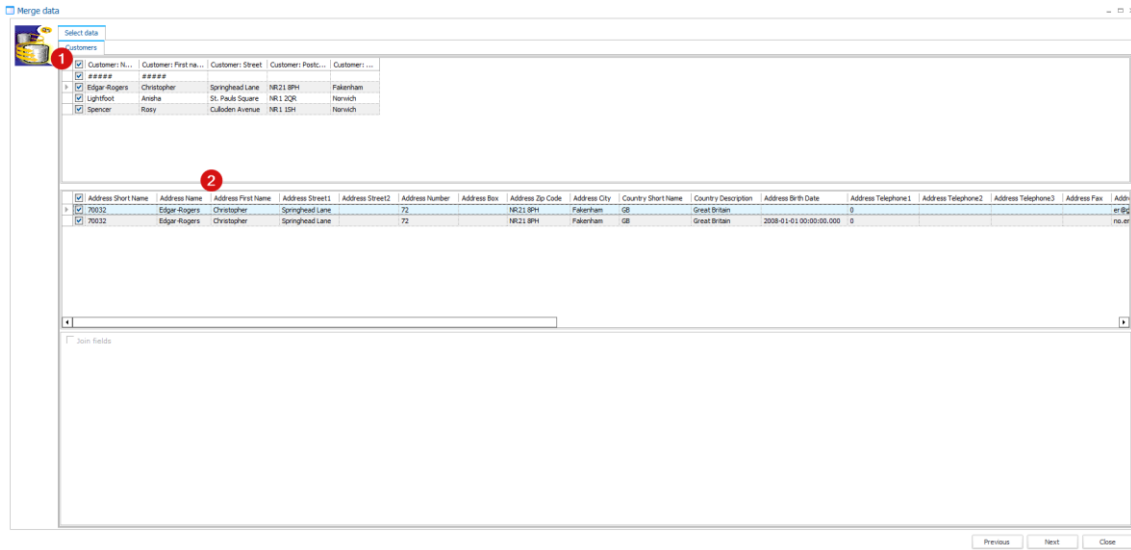 Merge data
Select data
Customers
1
Customer: N... Customer: First na... Customer: Street Customer: Postc... Customer: ...
##### #####
Edgar-Rogers Christopher Springhead Lane NR21 8PH Fakenham
Lightfoot Anisha St. Pauls Square NR1 2QR Norwich
Spencer Rosy Culloden Avenue NR1 1SH Norwich
2
Address Short Name Address Name Address First Name Address Street1 Address Street2 Address Number Address Box Address Zip Code Address City Country Short Name Country Description Address Birth Date Address Telephone1 Address Telephone2 Address Telephone3 Address Fax Addre
70032 Edgar-Rogers Christopher Springhead Lane 72 NR21 8PH Fakenham GB Great Britain 0 er@g
70032 Edgar-Rogers Christopher Springhead Lane 72 NR21 8PH Fakenham GB Great Britain 2008-01-01 00:00:00.000 0 no.er
Join fields
Previous Next Close